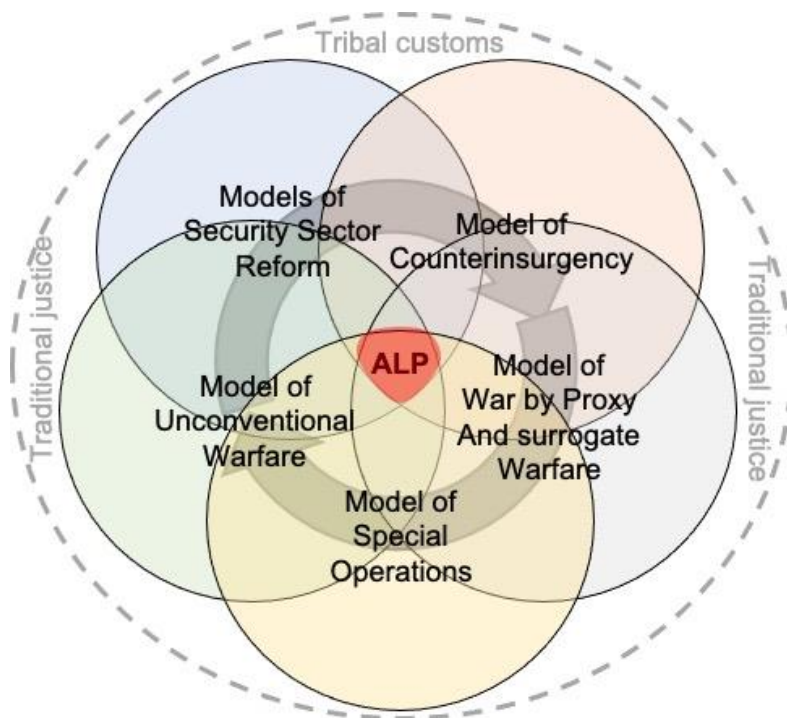 Tribal customs
Models of
Security Sector
Reform
Model of
Counterinsurgency
Traditional justice
Traditional justice
ALP
Model of
Unconventional
Warfare
Model of
War by Proxy
And surrogate
Warfare
Model of
Special
Operations